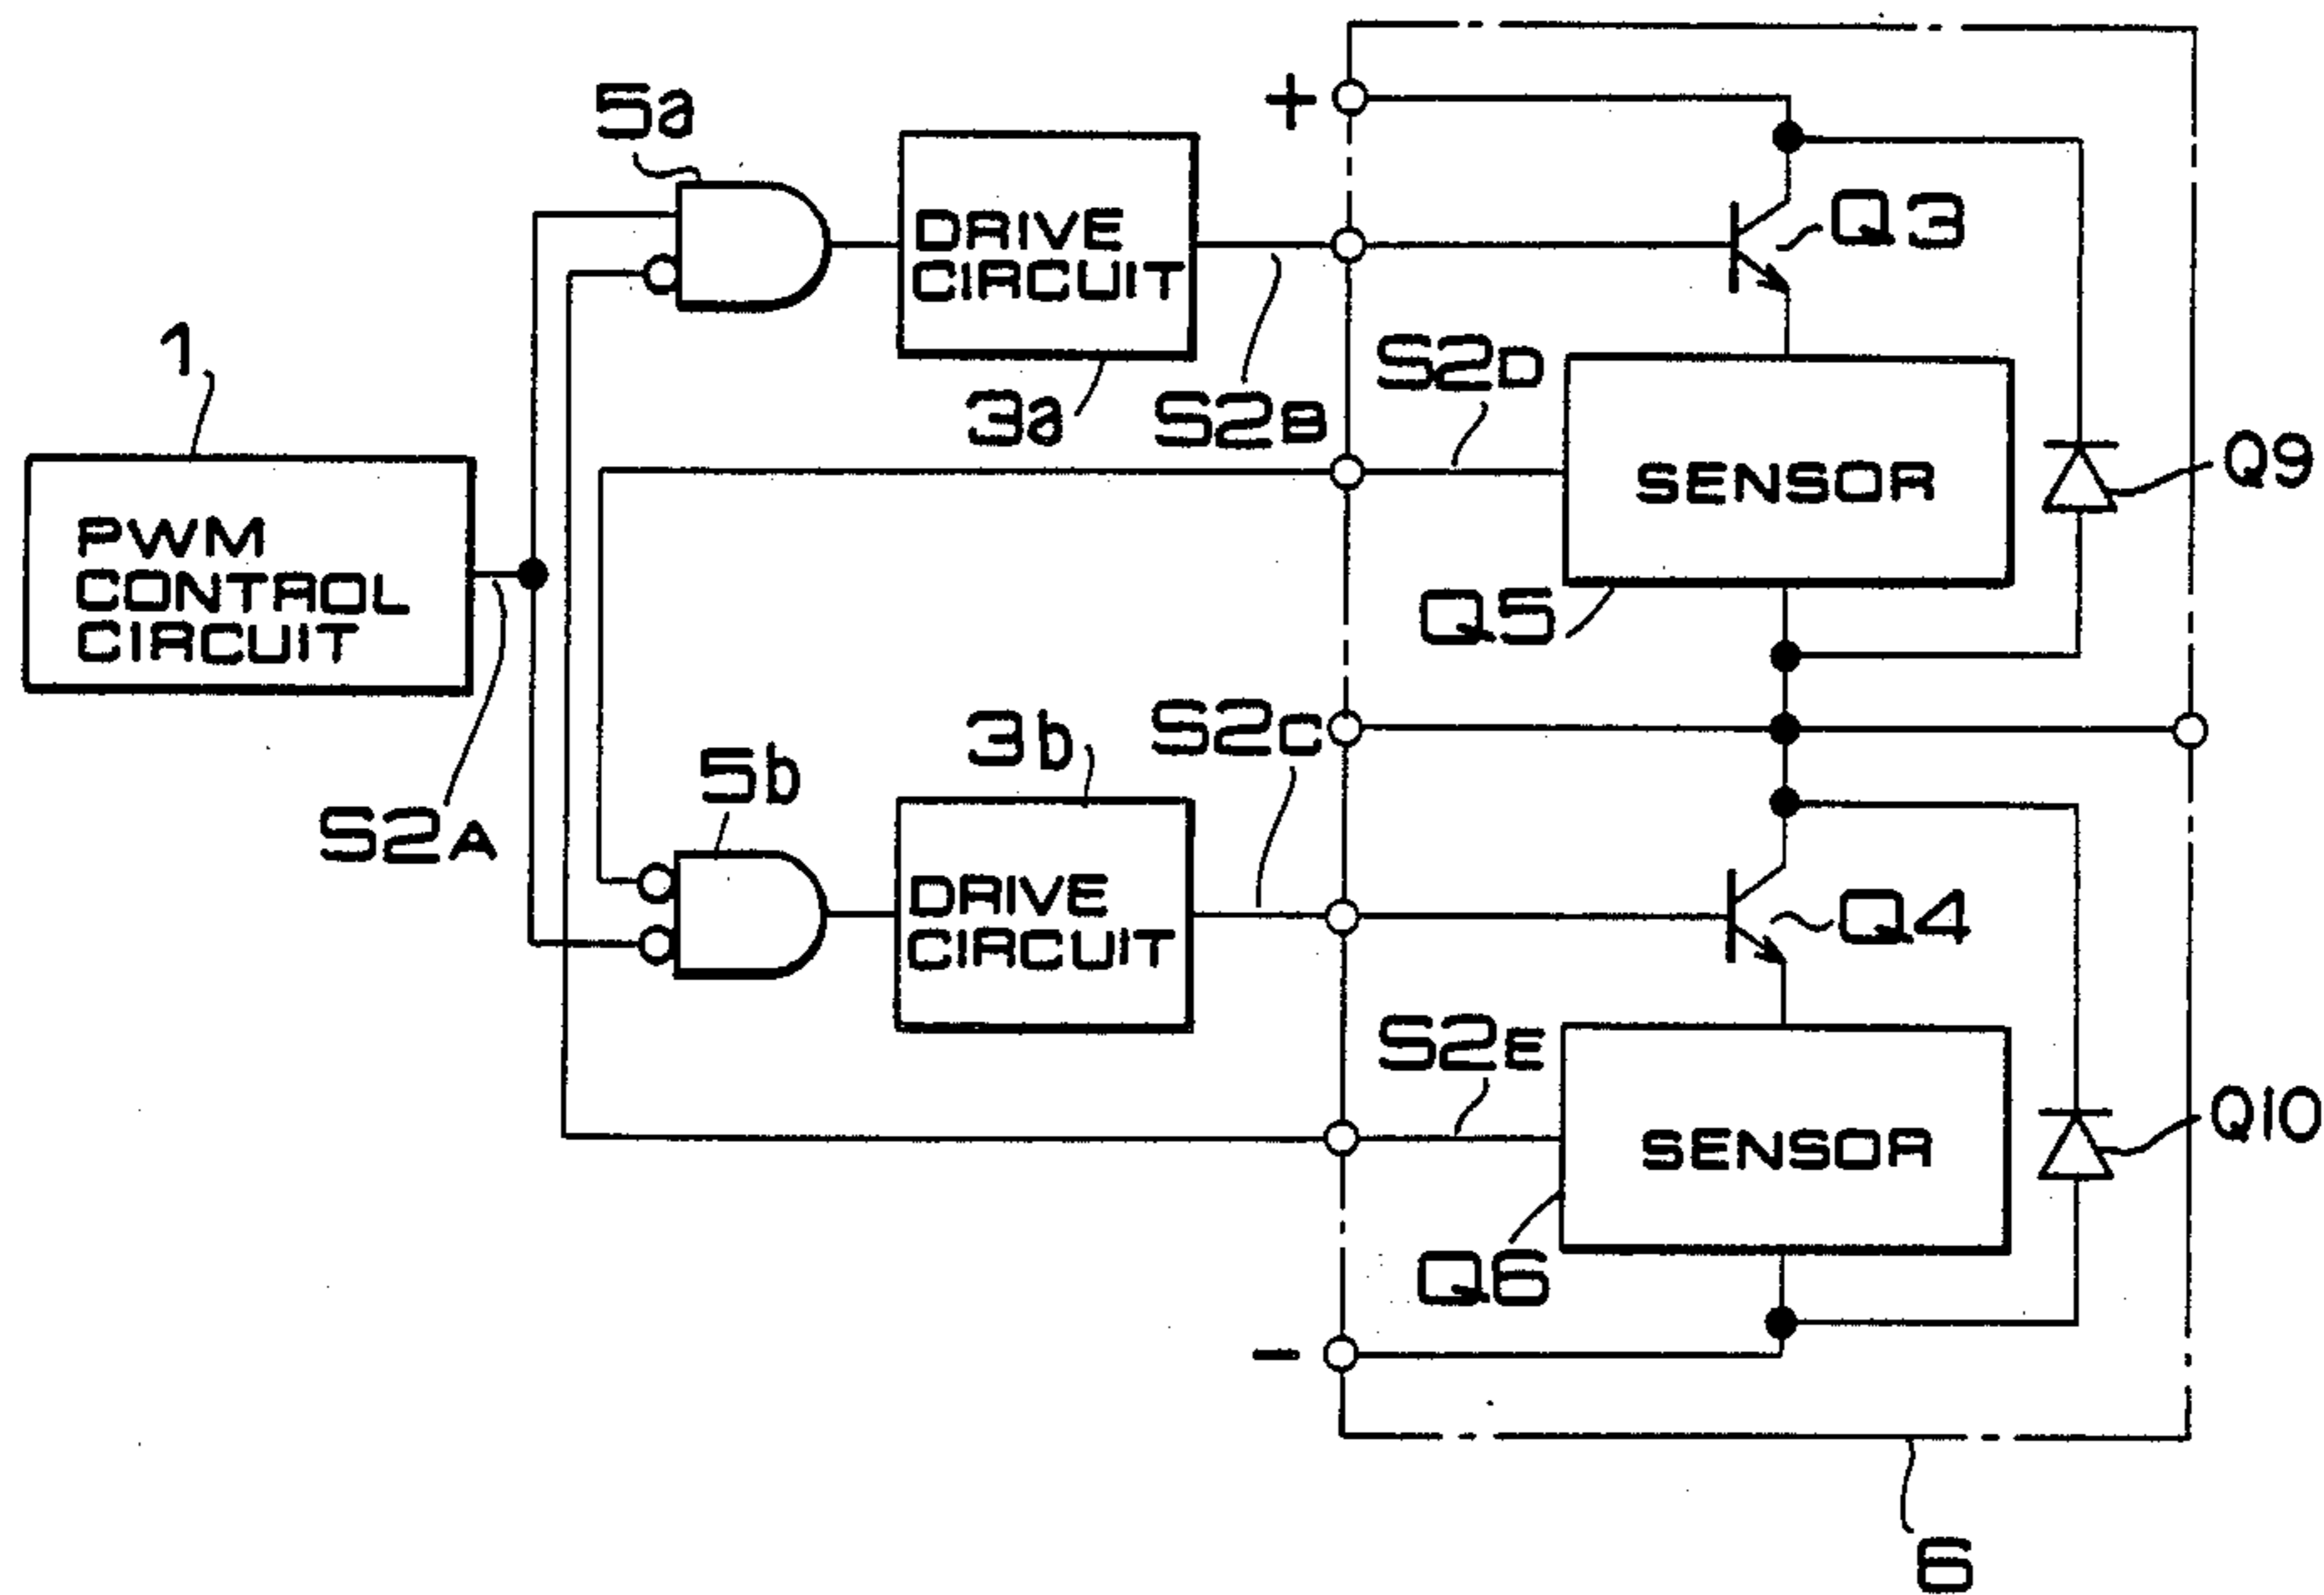 5a
+
DRIVE
CIRCUIT
Q3
1
3a
S2B
S2D
SENSOR
Q9
PWM
CONTROL
CIRCUIT
Q5
S2A
5b
3b
S2C
DRIVE
CIRCUIT
Q4
S2E
SENSOR
Q10
Q6
-
6